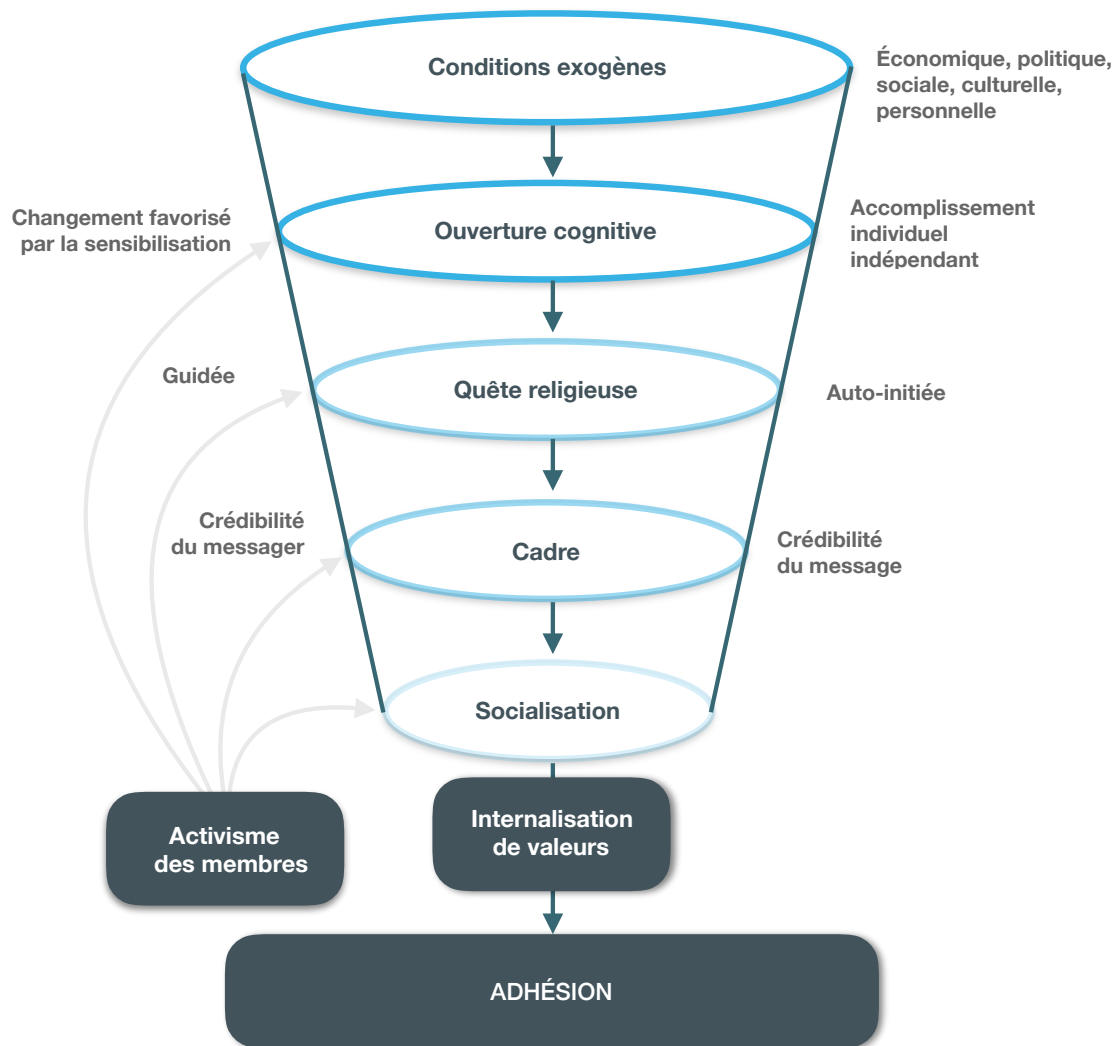 Conditions exogènes
Économique, politique,
sociale, culturelle,
personnelle
Changement favorisé
par la sensibilisation
Ouverture cognitive
Accomplissement
individuel
indépendant
Guidée
Quête religieuse
Auto-initiée
Crédibilité
du messager
Cadre
Crédibilité
du message
Socialisation
Activisme
des membres
Internalisation
de valeurs
ADHÉSION